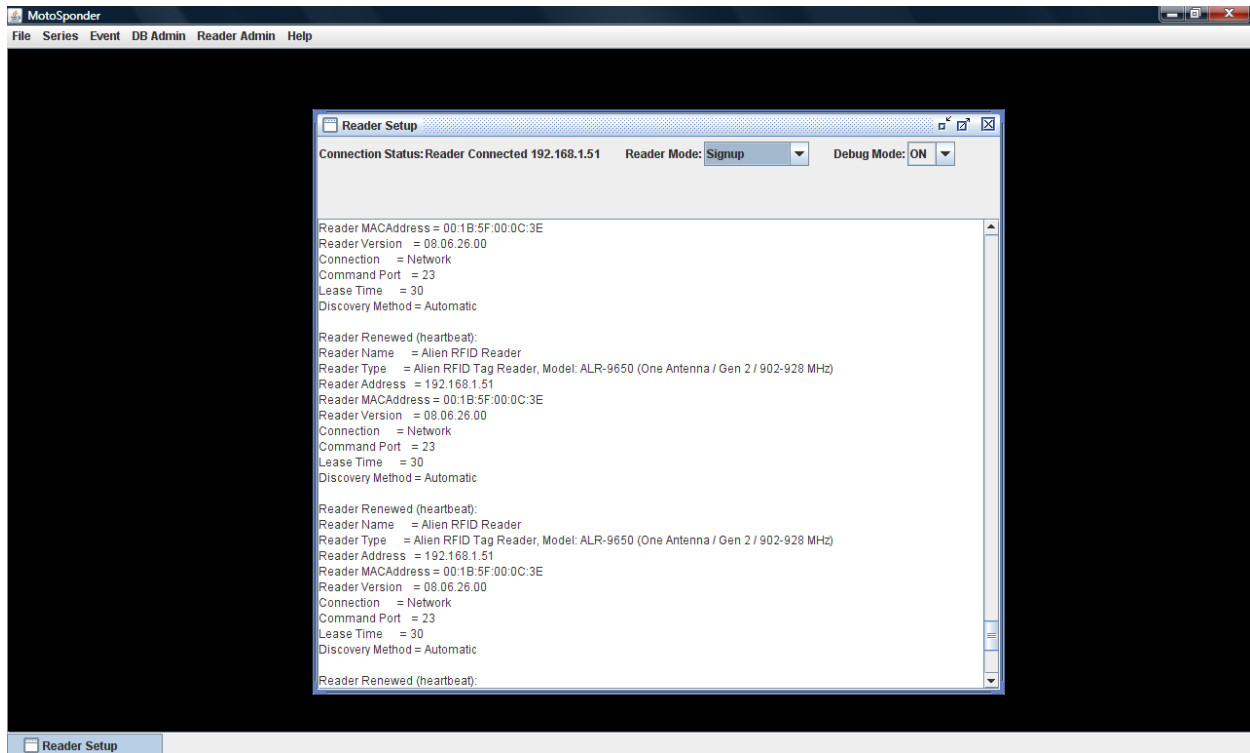 MotoSponder
File Series Event DB Admin Reader Admin Help
Reader Setup
Connection Status: Reader Connected 192.168.1.51 Reader Mode: Signup Debug Mode: ON
Reader MACAddress = 00:1B:5F:00:0C:3E
Reader Version = 08.06.26.00
Connection = Network
Command Port = 23
Lease Time = 30
Discovery Method = Automatic
Reader Renewed (heartbeat):
Reader Name = Alien RFID Reader
Reader Type = Alien RFID Tag Reader, Model: ALR-9650 (One Antenna / Gen 2 / 902-928 MHz)
Reader Address = 192.168.1.51
Reader MACAddress = 00:1B:5F:00:0C:3E
Reader Version = 08.06.26.00
Connection = Network
Command Port = 23
Lease Time = 30
Discovery Method = Automatic
Reader Renewed (heartbeat):
Reader Name = Alien RFID Reader
Reader Type = Alien RFID Tag Reader, Model: ALR-9650 (One Antenna / Gen 2 / 902-928 MHz)
Reader Address = 192.168.1.51
Reader MACAddress = 00:1B:5F:00:0C:3E
Reader Version = 08.06.26.00
Connection = Network
Command Port = 23
Lease Time = 30
Discovery Method = Automatic
Reader Renewed (heartbeat):
Reader Setup